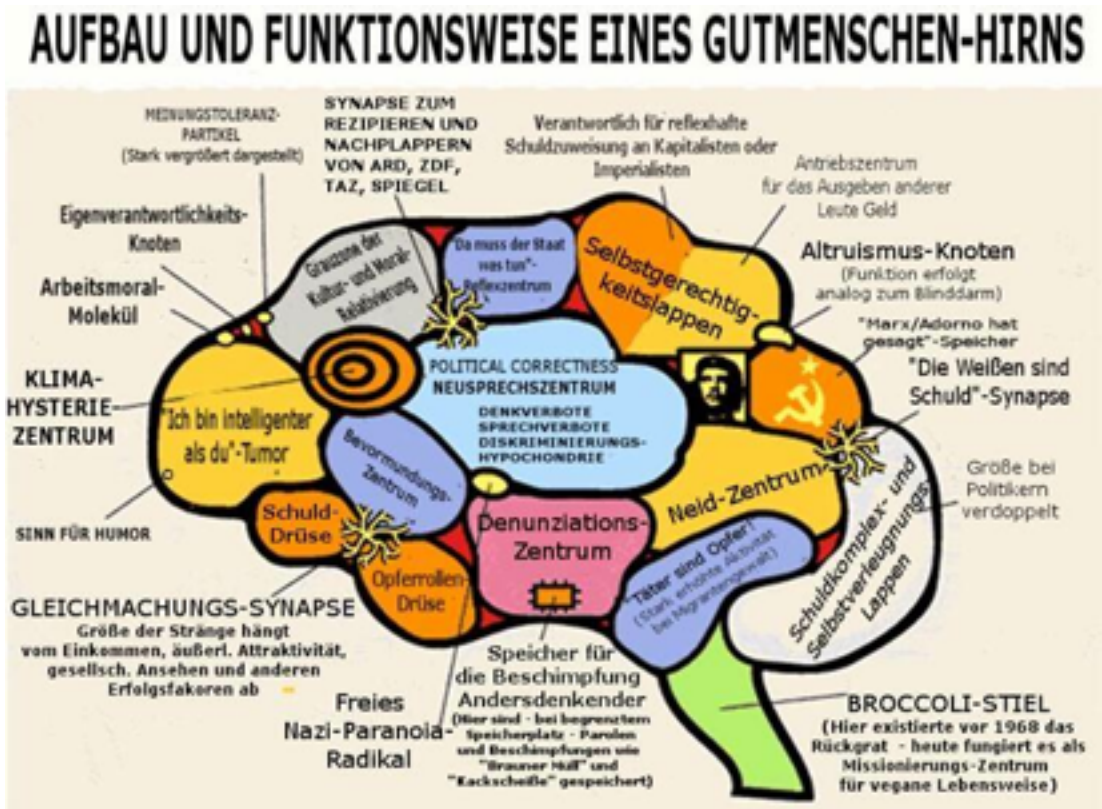 AUFBAU UND FUNKTIONSWEISE EINES GUTMENSCHEN-HIRNS
MEINUNGSTOLERANZ-
PARTIKEL
(Stark vergrößert dargestellt)
SYNAPSE ZUM
REZIPIEREN UND
NACHPLAPPERN
VON ARD, ZDF,
TAZ, SPIEGEL
Verantwortlich für reflexhafte
Schuldzuweisung an Kapitalisten oder
Imperialisten
Antriebszentrum
für das Ausgeben anderer
Leute Geld
Eigenverantwortlichkeits-
Knoten
Arbeitsmoral-
Molekül
Grauzone der
Kultur- und Moral-
Relativierung
"Da muss der Staat
was tun"-
Reflexzentrum
Selbstgerechtig-
keitslappen
Altruismus-Knoten
(Funktion erfolgt
analog zum Blinddarm)
"Marx/Adorno hat
gesagt"-Speicher
"Die Weißen sind
Schuld"-Synapse
KLIMA-
HYSTERIE-
ZENTRUM
"Ich bin intelligenter
als du"-Tumor
POLITICAL CORRECTNESS
NEUSPRECHSZENTRUM
DENKVERBOTE
SPRECHVERBOTE
DISKRIMINIERUNGS-
HYPOCHONDRIE
Bevormundungs-
Zentrum
Neid-Zentrum
Größe bei
Politikern
verdoppelt
SINN FÜR HUMOR
Schuld-
Drüse
Denunziations-
Zentrum
"Täter sind Opfer!"
(Stark erhöhte Aktivität
bei Migrantengewalt)
Schuldkomplex- und
Selbstverleugnungs-
Lappen
Opferrollen-
Drüse
GLEICHMACHUNGS-SYNAPSE
Größe der Stränge hängt
vom Einkommen, äußerl. Attraktivität,
gesellsch. Ansehen und anderen
Erfolgsfakoren ab
Freies
Nazi-Paranoia-
Radikal
Speicher für
die Beschimpfung
Andersdenkender
(Hier sind - bei begrenztem
Speicherplatz - Parolen
und Beschimpfungen wie
"Brauner Müll" und
"Kackscheiße" gespeichert)
BROCCOLI-STIEL
(Hier existierte vor 1968 das
Rückgrat - heute fungiert es als
Missionierungs-Zentrum
für vegane Lebensweise)